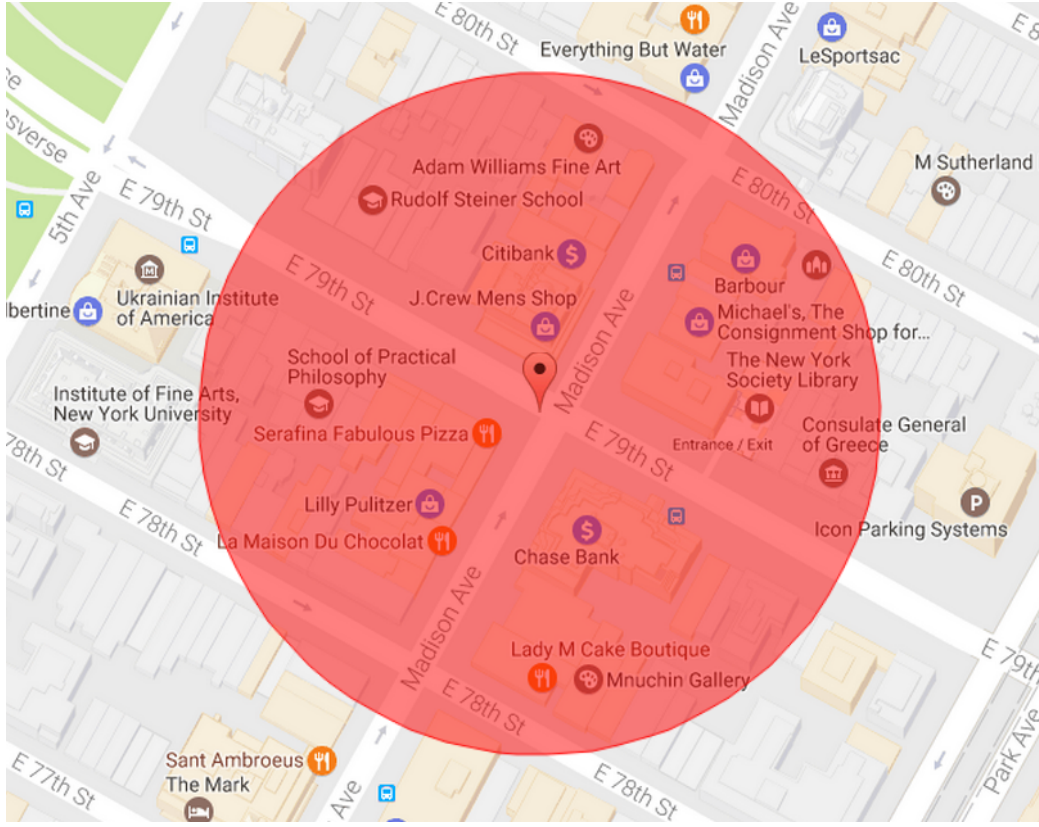 E 80th St
Everything But Water
LeSportsac
E 8
Madison Ave
esverse
Adam Williams Fine Art
M Sutherland
E 79th St
5th Ave
Rudolf Steiner School
E 80th St
Citibank
E 79th St
Barbour
E 80th St
lbertine
Ukrainian Institute
of America
J.Crew Mens Shop
Michael's, The
Consignment Shop for...
Madison Ave
School of Practical
Philosophy
The New York
Society Library
Institute of Fine Arts,
New York University
Serafina Fabulous Pizza
Entrance / Exit
Consulate General
of Greece
E 79th St
78th St
E 78th St
Lilly Pulitzer
La Maison Du Chocolat
Chase Bank
P
Icon Parking Systems
Madison Ave
Lady M Cake Boutique
Mnuchin Gallery
E 79th
E 78th St
Sant Ambroeus
The Mark
E 77th St
E 78th St
Park Ave
Ave